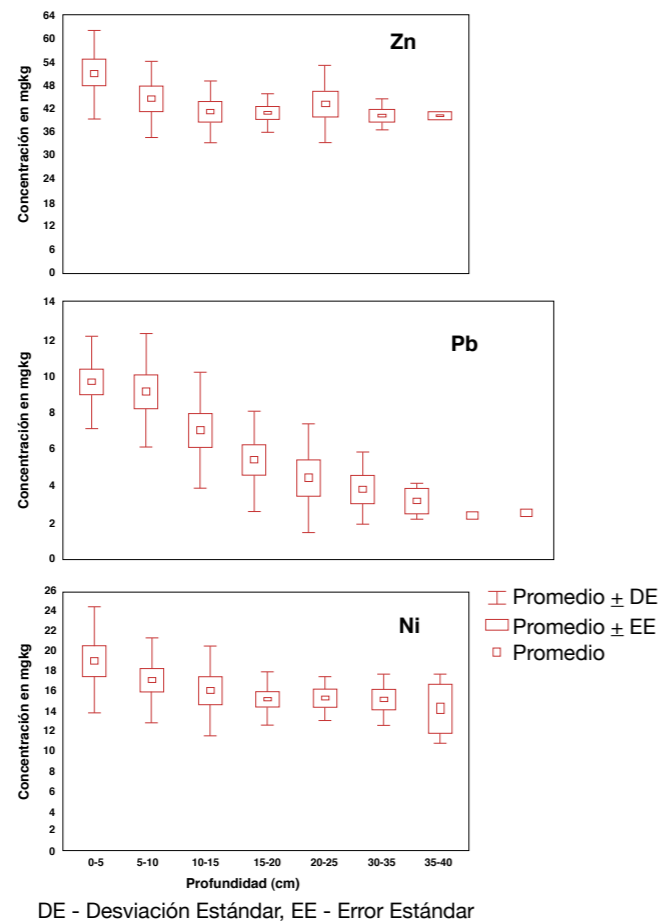 Zn
Concentración en mgkg
64
60
54
48
42
36
30
24
18
12
6
0
Pb
Concentración en mgkg
14
12
10
8
6
4
2
0
Ni
Concentración en mgkg
26
24
22
20
18
16
14
12
10
8
6
4
2
0
0-5 5-10 10-15 15-20 20-25 30-35 35-40
Profundidad (cm)
Promedio ± DE
Promedio ± EE
Promedio
DE - Desviación Estándar, EE - Error Estándar